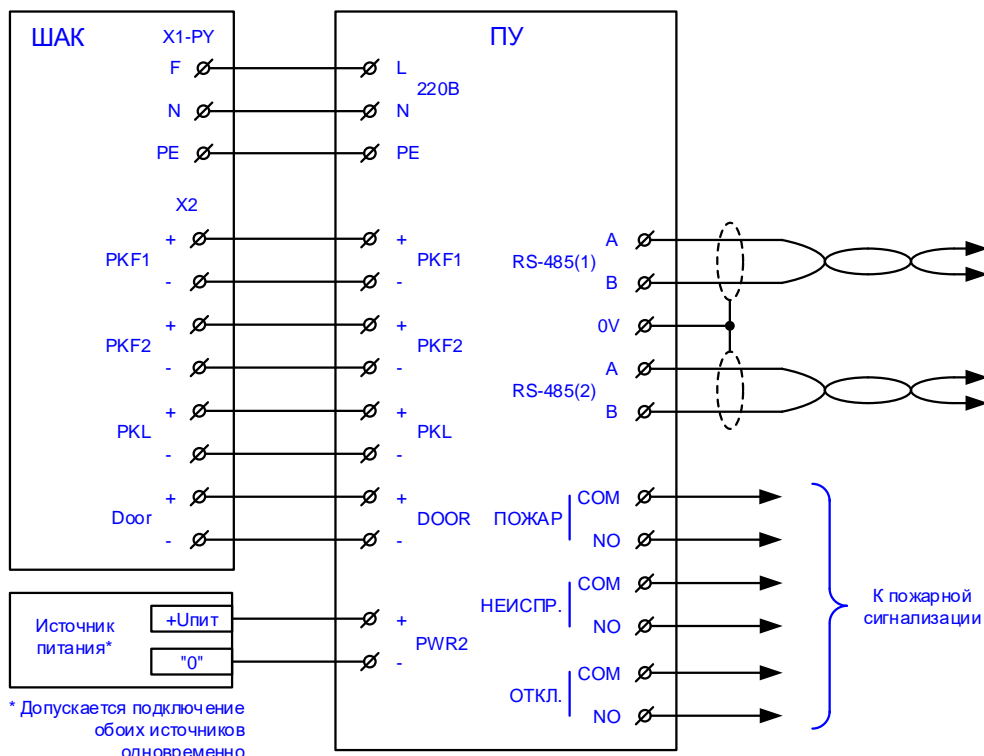 ШАК
X1-PY
F
N
PE
X2
+
PKF1
-
+
PKF2
-
+
PKL
-
+
Door
-
ПУ
L
220В
N
PE
+
PKF1
-
+
PKF2
-
+
PKL
-
+
DOOR
-
+
PWR2
-
A
RS-485(1)
B
0V
A
RS-485(2)
B
COM
ПОЖАР
NO
COM
НЕИСПР.
NO
COM
ОТКЛ.
NO
К пожарной
сигнализации
Источник
питания*
+Uпит
"0"
* Допускается подключение
обоих источников
одновременно